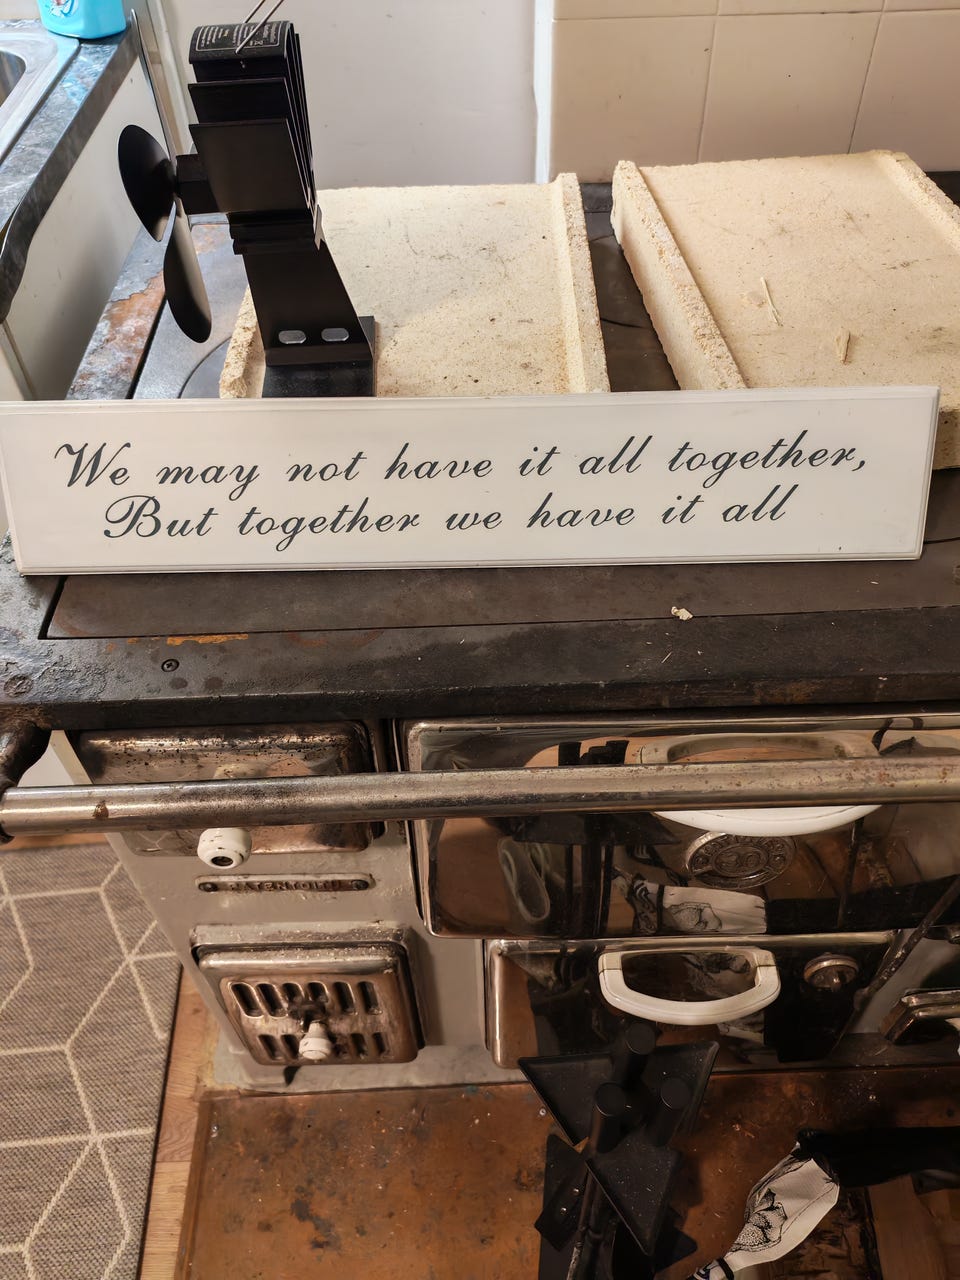 We may not have it all together,
But together we have it all